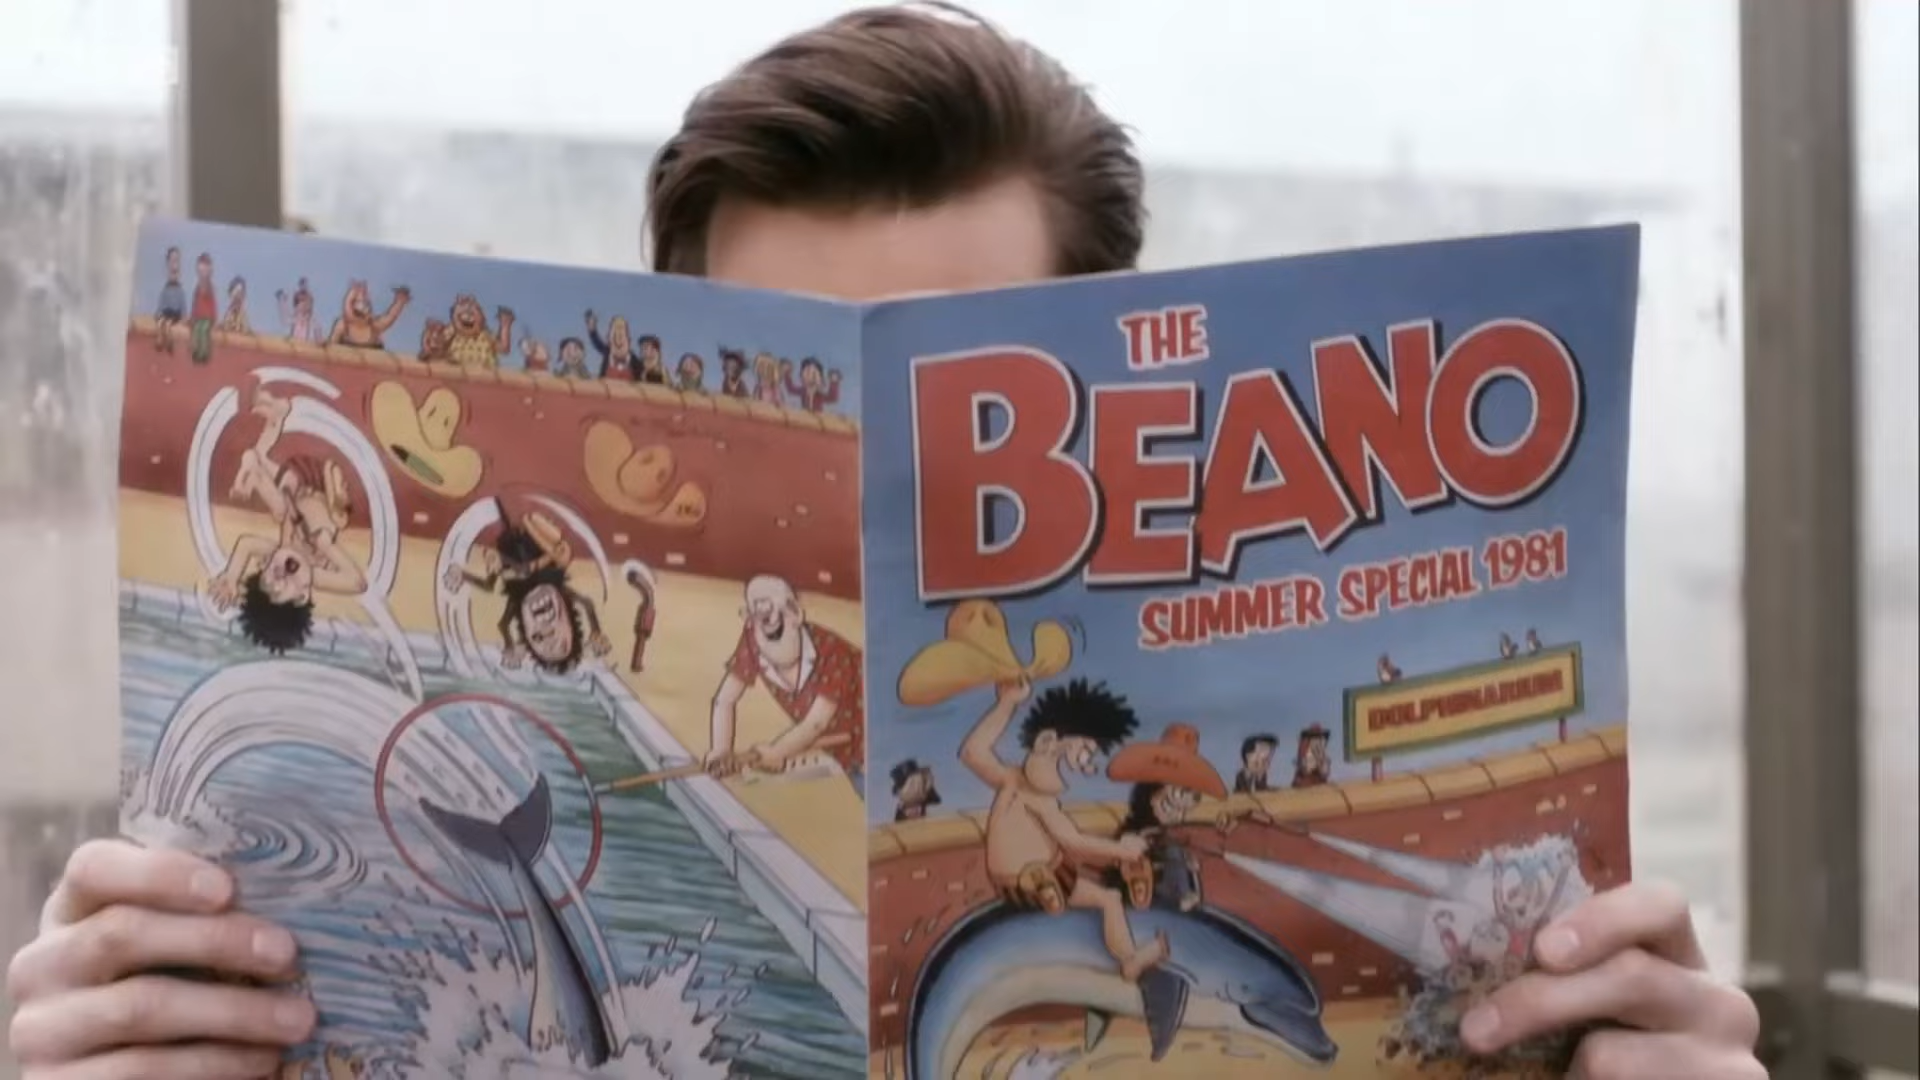 THE
BEANO
SUMMER SPECIAL 1981
DOLPHINARIUM